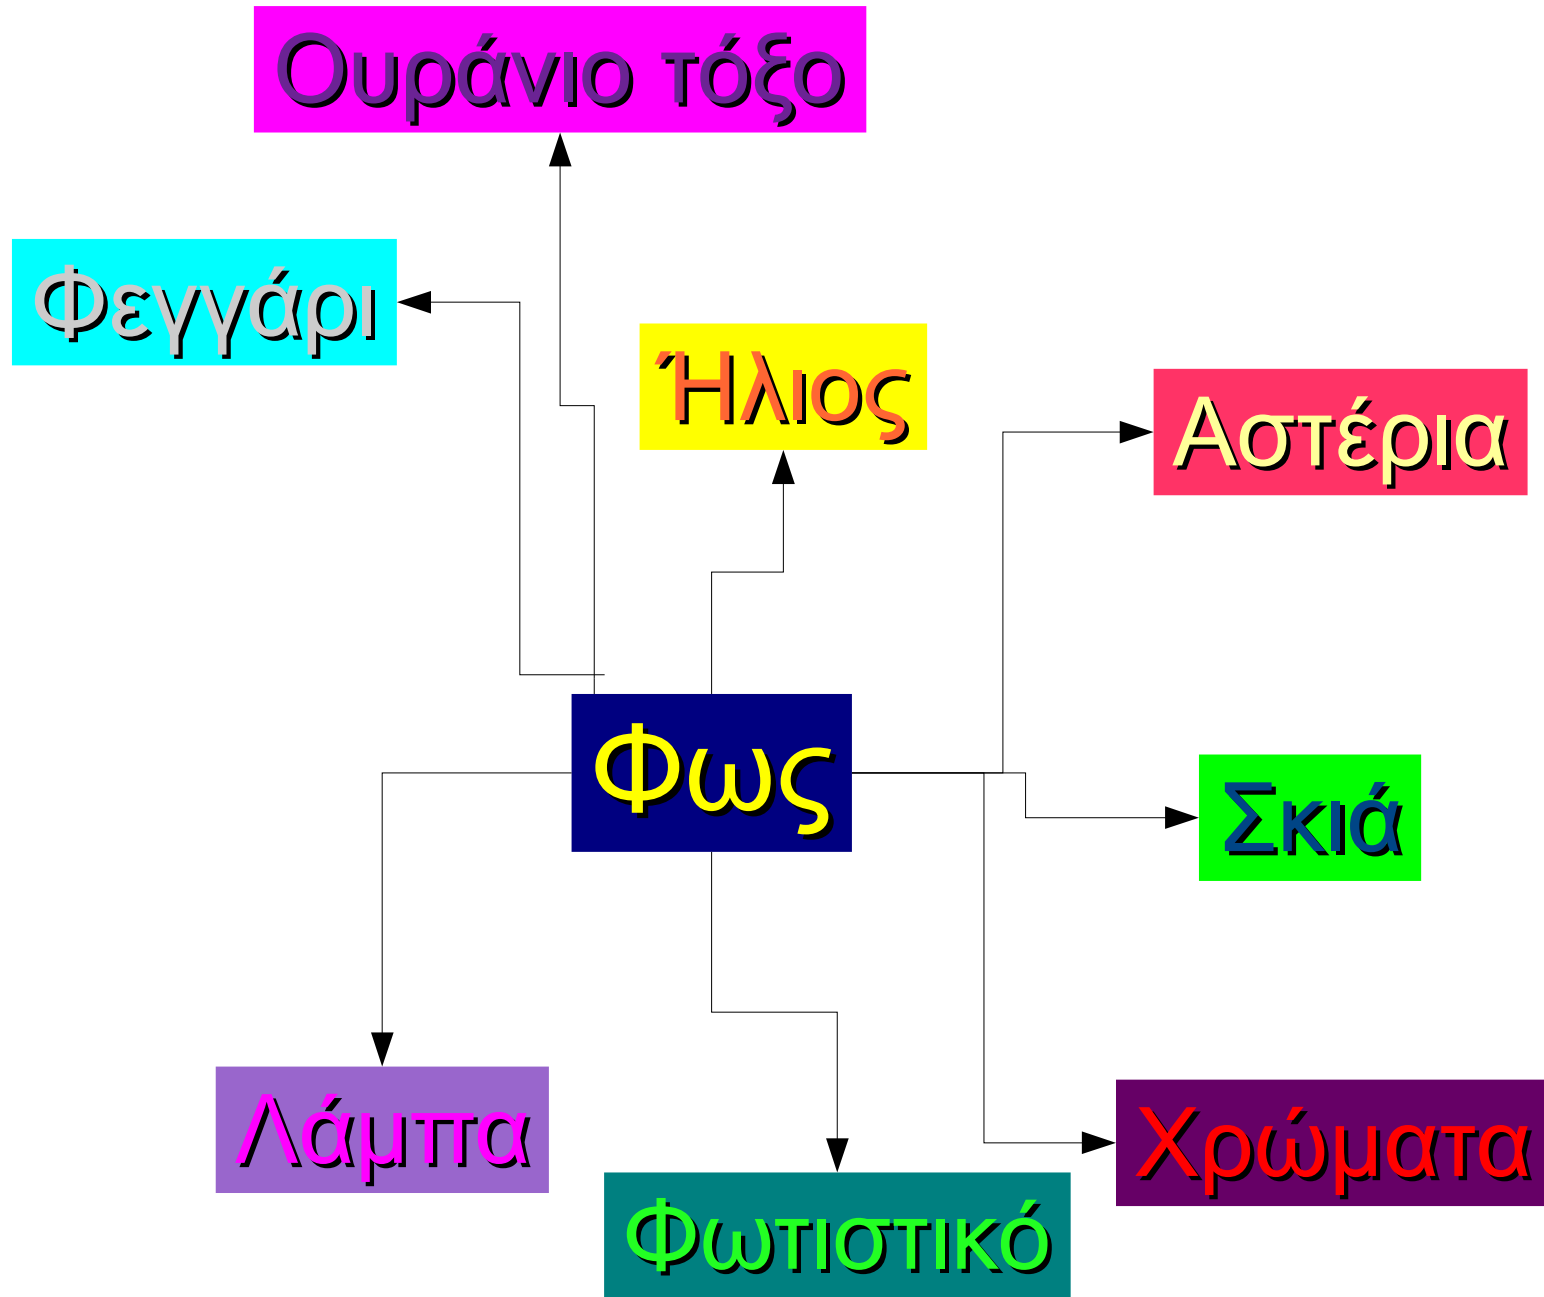 Ουράνιο τόξο
Φεγγάρι
Ήλιος
Αστέρια
Φως
Σκιά
Λάμπα
Χρώματα
Φωτιστικό